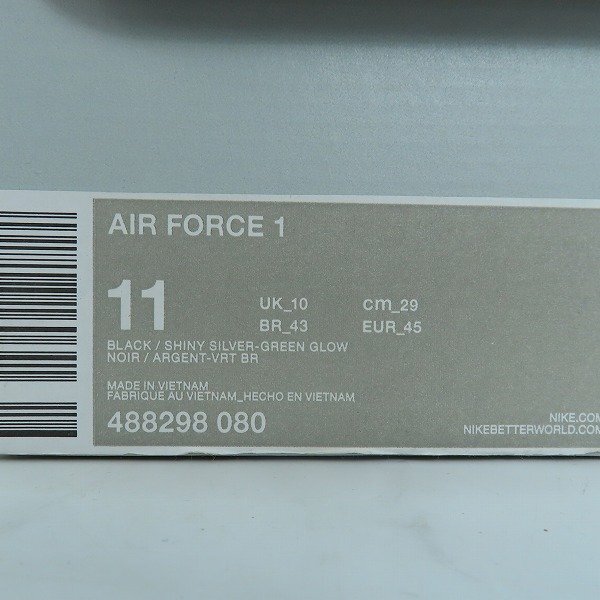 AIR FORCE 1
11
UK_10 cm_29
BR_43 EUR_45
BLACK / SHINY SILVER-GREEN GLOW
NOIR / ARGENT-VRT BR
MADE IN VIETNAM
FABRIQUE AU VIETNAM_HECHO EN VIETNAM
488298 080
NIKE.COM
NIKEBETTERWORLD.COM